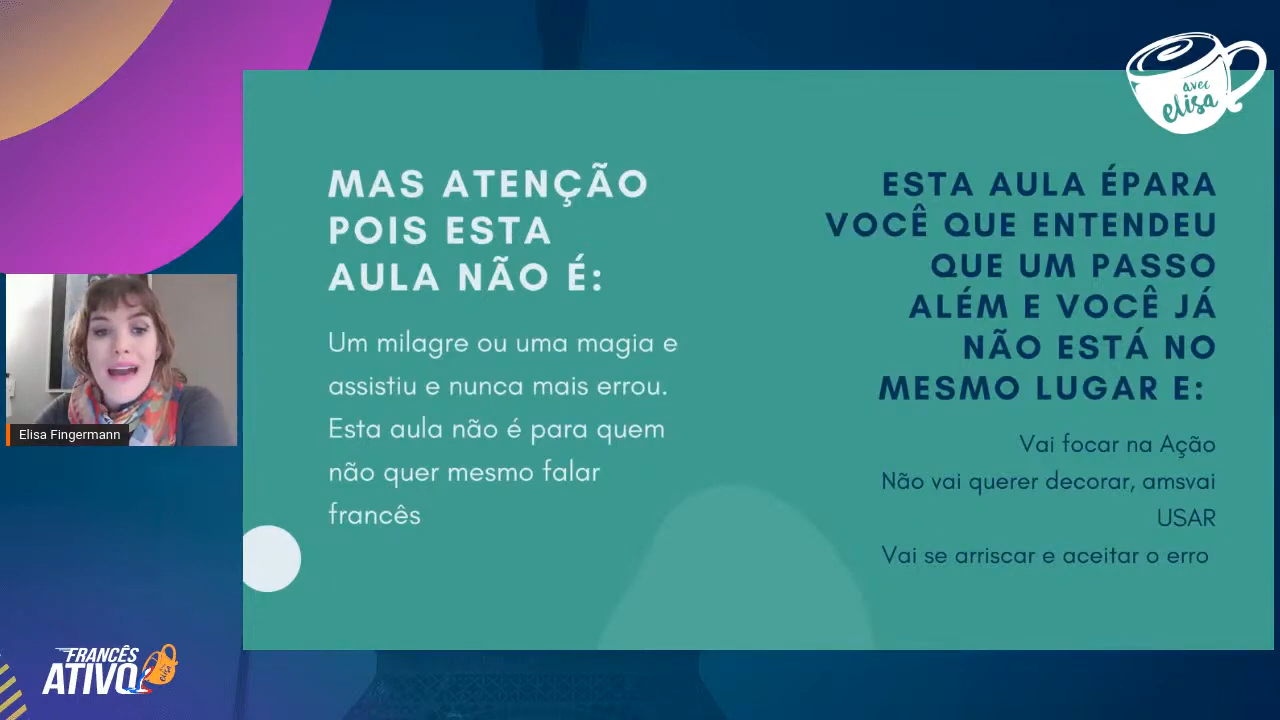 avec
elisa
MAS ATENÇÃO
POIS ESTA
AULA NÃO É:
Um milagre ou uma magia e
assistiu e nunca mais errou.
Esta aula não é para quem
não quer mesmo falar
francês
ESTA AULA ÉPARA
VOCÊ QUE ENTENDEU
QUE UM PASSO
ALÉM E VOCÊ JÁ
NÃO ESTÁ NO
MESMO LUGAR E:
Vai focar na Ação
Não vai querer decorar, amsvai
USAR
Vai se arriscar e aceitar o erro
Elisa Fingermann
FRANCÊS
ATIVO
elisa